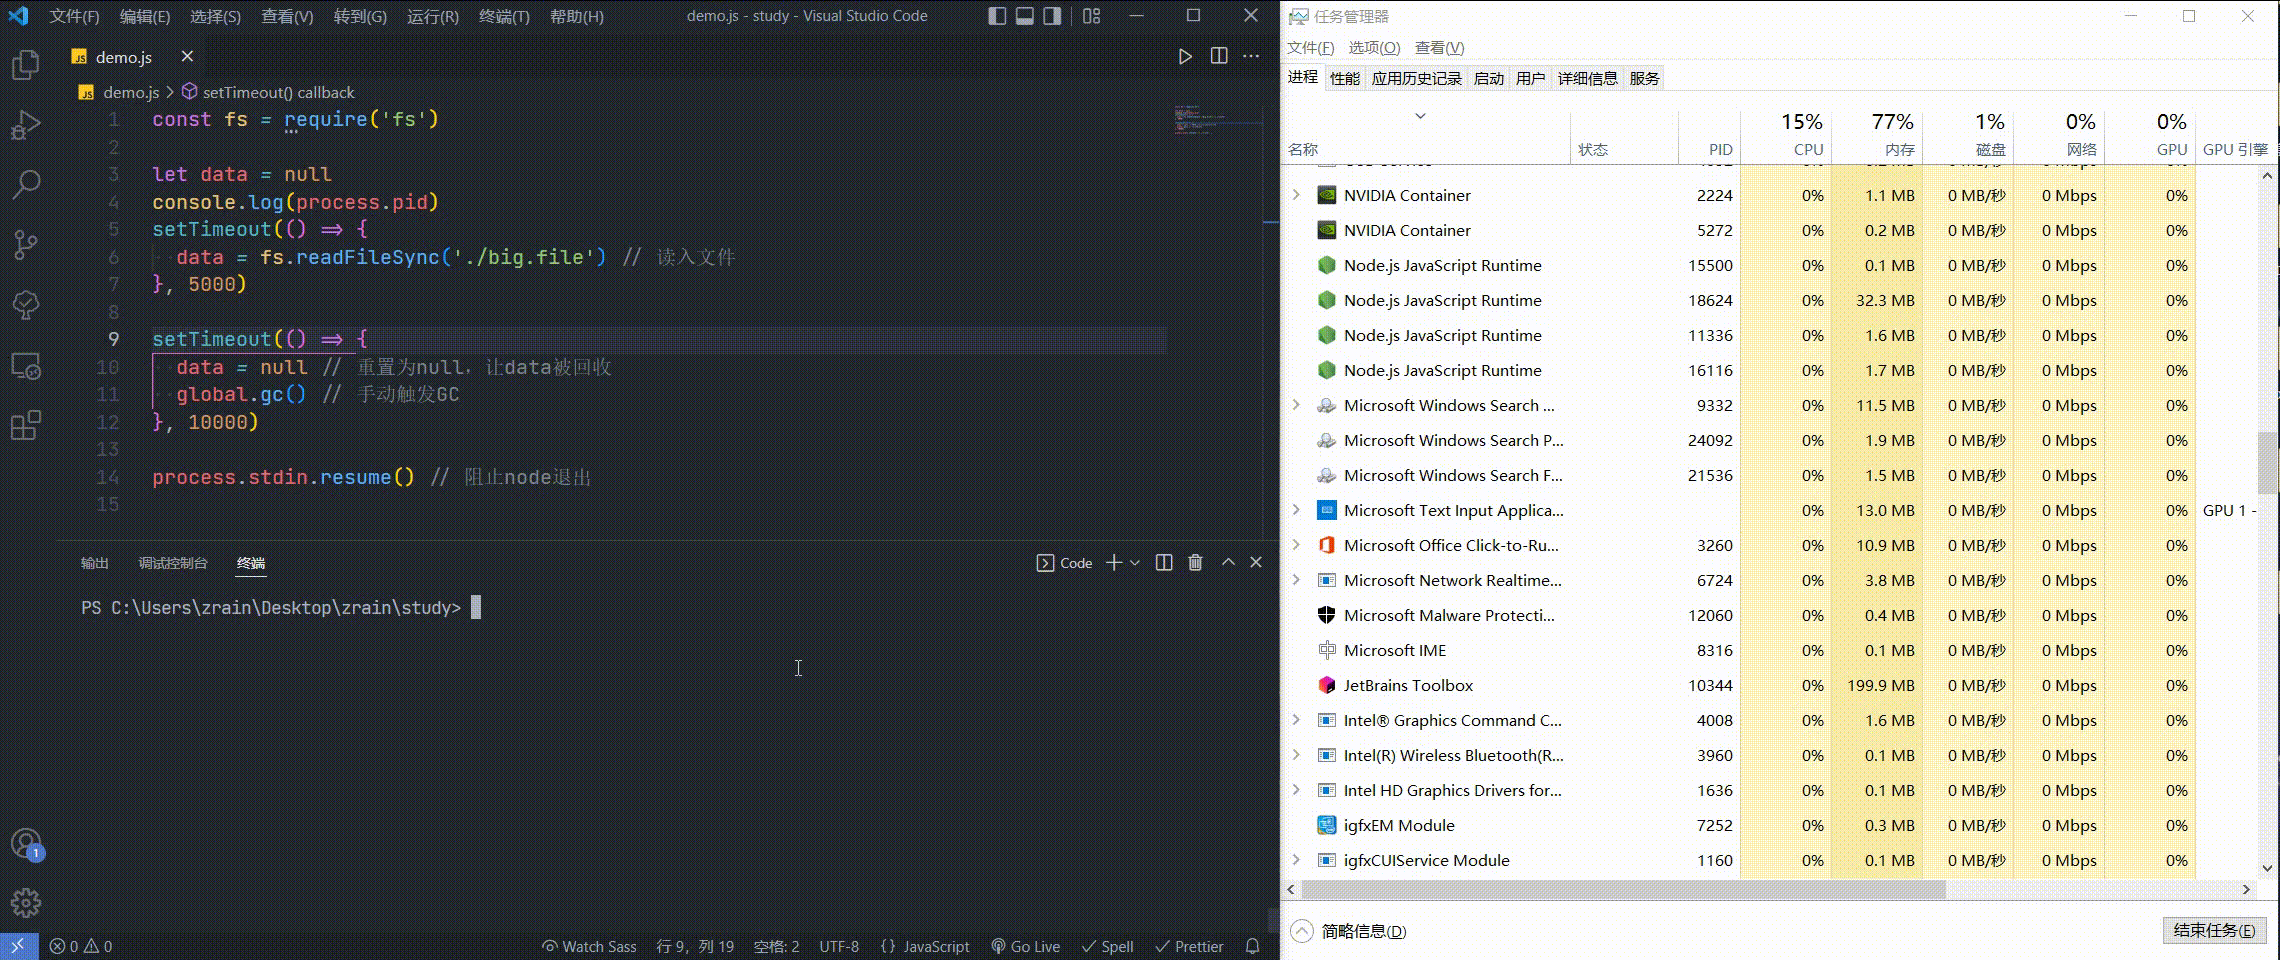 文件(F) 编辑(E) 选择(S) 查看(V) 转到(G) 运行(R) 终端(T) 帮助(H) demo.js - study - Visual Studio Code
JS demo.js
JS demo.js > setTimeout() callback
1 const fs = require('fs')
2
3 let data = null
4 console.log(process.pid)
5 setTimeout(() => {
6 data = fs.readFileSync('./big.file') // 读入文件
7 }, 5000)
8
9 setTimeout(() => {
10 data = null // 重置为null，让data被回收
11 global.gc() // 手动触发GC
12 }, 10000)
13
14 process.stdin.resume() // 阻止node退出
15
输出 调试控制台 终端 Code
PS C:\Users\zrain\Desktop\zrain\study>
1
0 0 Watch Sass 行 9，列 19 空格: 2 UTF-8 {} JavaScript Go Live Spell Prettier
任务管理器
文件(F) 选项(O) 查看(V)
进程 性能 应用历史记录 启动 用户 详细信息 服务
15% 77% 1% 0% 0%
名称 状态 PID CPU 内存 磁盘 网络 GPU GPU 引擎
NVIDIA Container 2224 0% 1.1 MB 0 MB/秒 0 Mbps 0%
NVIDIA Container 5272 0% 0.2 MB 0 MB/秒 0 Mbps 0%
Node.js JavaScript Runtime 15500 0% 0.1 MB 0 MB/秒 0 Mbps 0%
Node.js JavaScript Runtime 18624 0% 32.3 MB 0 MB/秒 0 Mbps 0%
Node.js JavaScript Runtime 11336 0% 1.6 MB 0 MB/秒 0 Mbps 0%
Node.js JavaScript Runtime 16116 0% 1.7 MB 0 MB/秒 0 Mbps 0%
Microsoft Windows Search ... 9332 0% 11.5 MB 0 MB/秒 0 Mbps 0%
Microsoft Windows Search P... 24092 0% 1.9 MB 0 MB/秒 0 Mbps 0%
Microsoft Windows Search F... 21536 0% 1.5 MB 0 MB/秒 0 Mbps 0%
Microsoft Text Input Applica... 0% 13.0 MB 0 MB/秒 0 Mbps 0% GPU 1 -
Microsoft Office Click-to-Ru... 3260 0% 10.9 MB 0 MB/秒 0 Mbps 0%
Microsoft Network Realtime... 6724 0% 3.8 MB 0 MB/秒 0 Mbps 0%
Microsoft Malware Protecti... 12060 0% 0.4 MB 0 MB/秒 0 Mbps 0%
Microsoft IME 8316 0% 0.1 MB 0 MB/秒 0 Mbps 0%
JetBrains Toolbox 10344 0% 199.9 MB 0 MB/秒 0 Mbps 0%
Intel® Graphics Command C... 4008 0% 1.6 MB 0 MB/秒 0 Mbps 0%
Intel(R) Wireless Bluetooth(R... 3960 0% 0.1 MB 0 MB/秒 0 Mbps 0%
Intel HD Graphics Drivers for... 1636 0% 0.1 MB 0 MB/秒 0 Mbps 0%
igfxEM Module 7252 0% 0.3 MB 0 MB/秒 0 Mbps 0%
igfxCUIService Module 1160 0% 0.1 MB 0 MB/秒 0 Mbps 0%
简略信息(D) 结束任务(E)